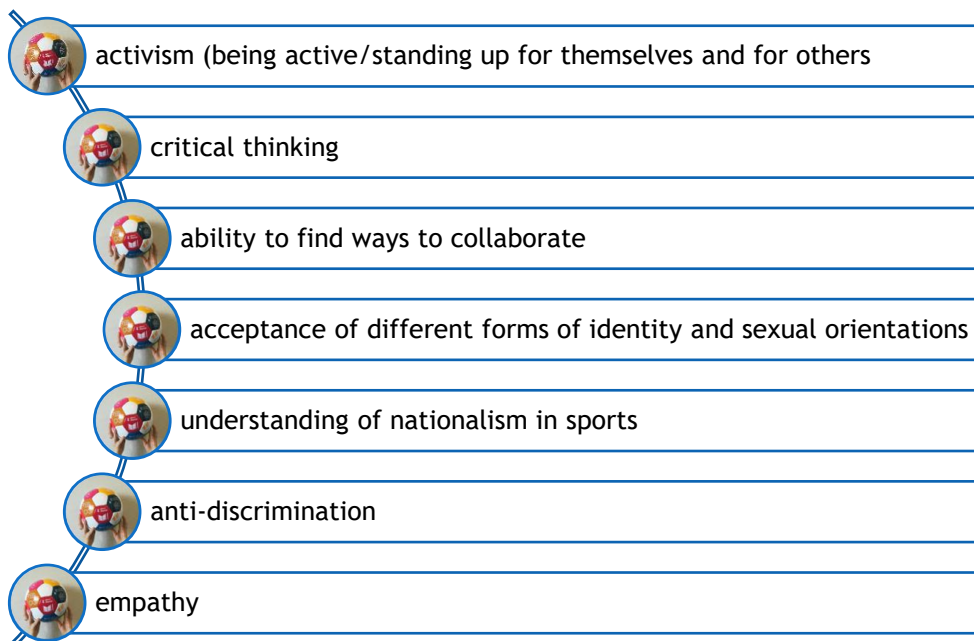 activism (being active/standing up for themselves and for others
critical thinking
ability to find ways to collaborate
acceptance of different forms of identity and sexual orientations
understanding of nationalism in sports
anti-discrimination
empathy